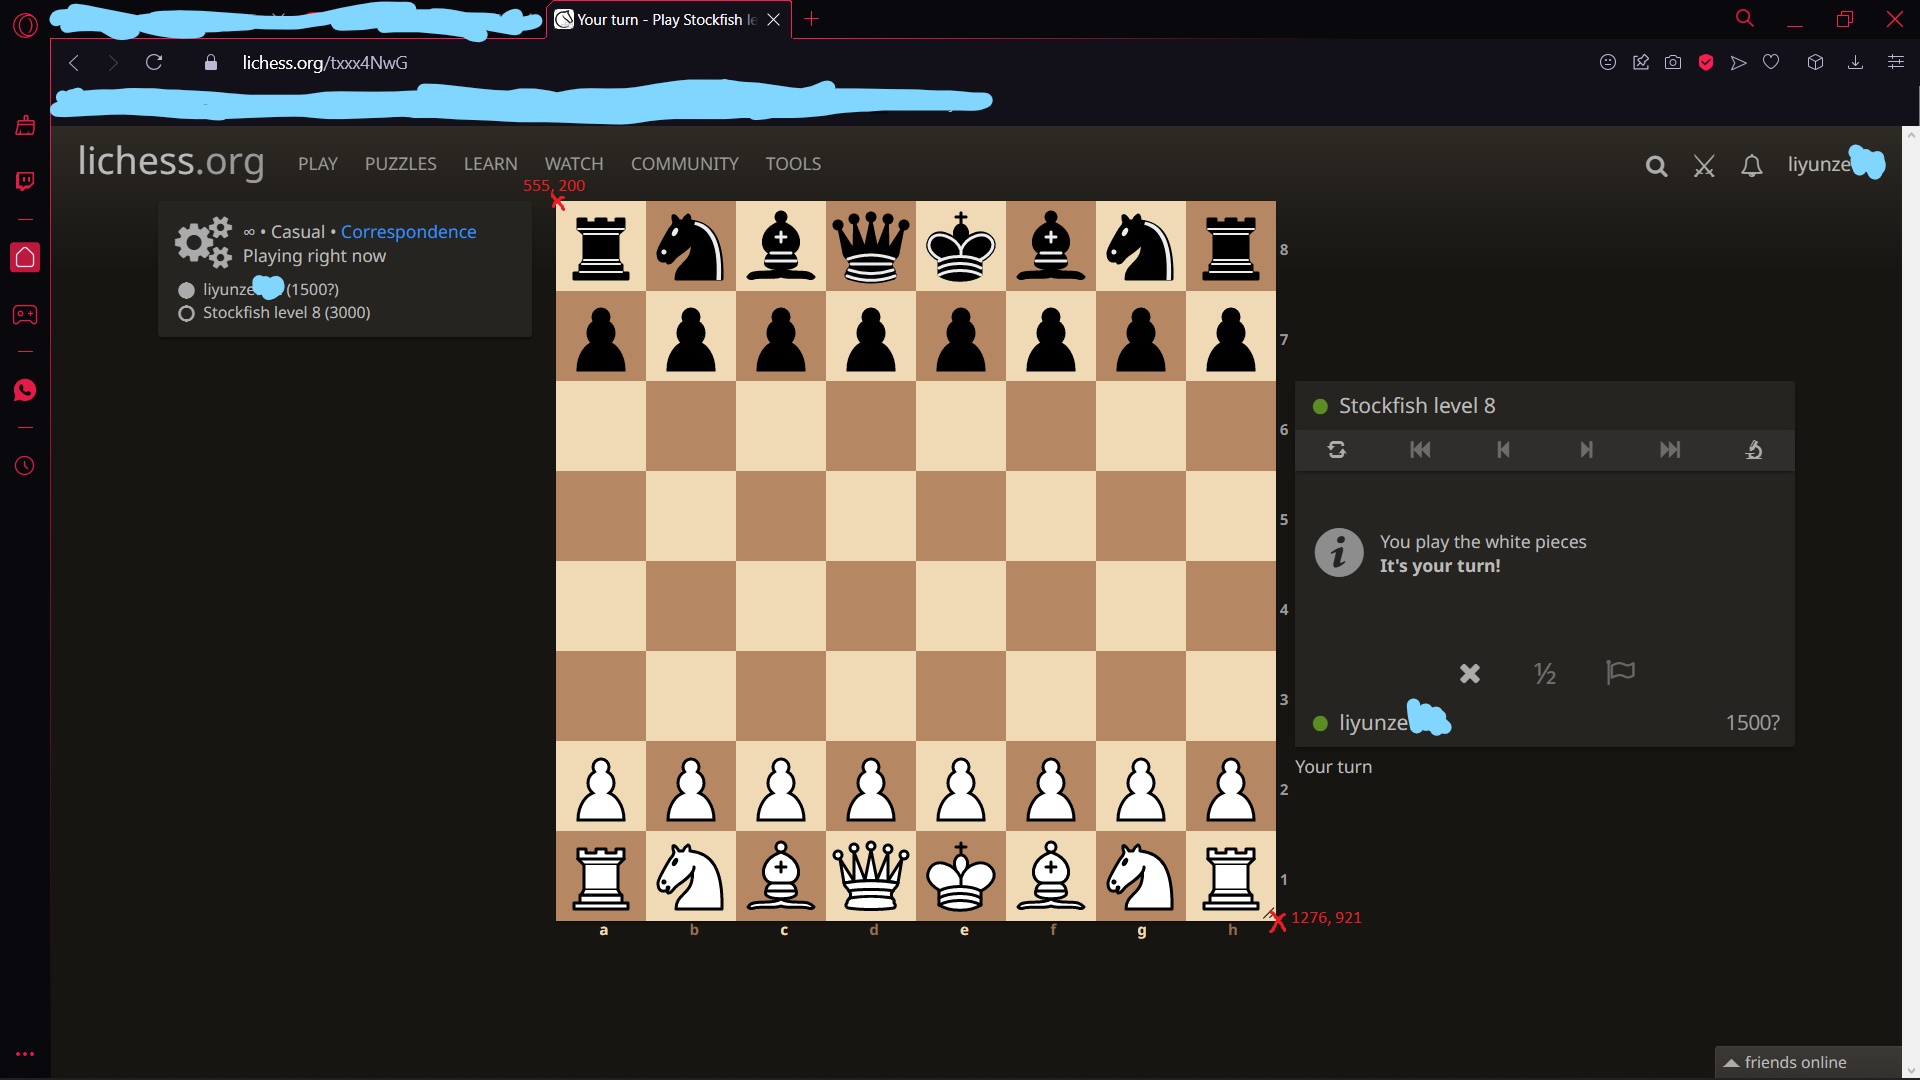 Your turn - Play Stockfish le
lichess.org/txxx4NwG
lichess.org PLAY PUZZLES LEARN WATCH COMMUNITY TOOLS liyunze
555, 200
∞ • Casual • Correspondence
Playing right now
liyunze (1500?)
Stockfish level 8 (3000)
8
7
6
5
4
3
2
1
a b c d e f g h
1276, 921
Stockfish level 8
You play the white pieces
It's your turn!
½
liyunze 1500?
Your turn
friends online